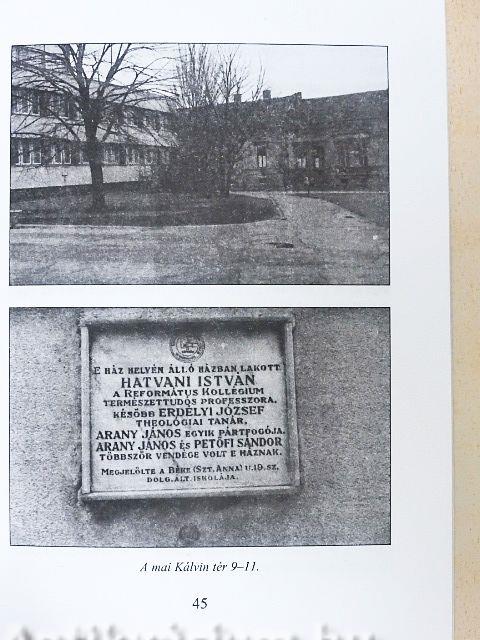 E HÁZ HELYÉN ÁLLÓ HÁZBAN LAKOTT
HATVANI ISTVÁN
A REFORMÁTUS KOLLÉGIUM
TERMÉSZETTUDÓS PROFESSZORA,
KÉSŐBB ERDÉLYI JÓZSEF
THEOLÓGIAI TANÁR,
ARANY JÁNOS EGYIK PÁRTFOGÓJA.
ARANY JÁNOS ÉS PETŐFI SÁNDOR
TÖBBSZÖR VENDÉGE VOLT E HÁZNAK.
MEGJELÖLTE A BÉKE (SZT. ANNA) U. 19. SZ.
DOLG. ÁLT. ISKOLÁJA.
A mai Kálvin tér 9–11.
45